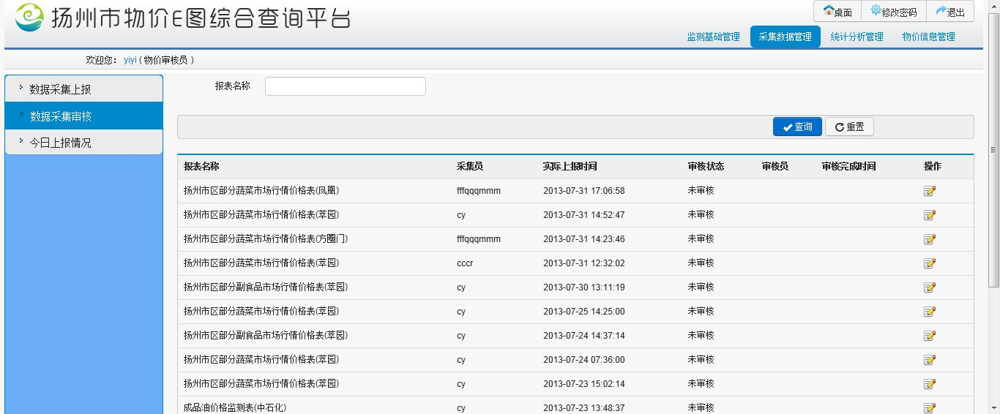 扬州市物价E图综合查询平台
桌面 修改密码 退出
监测基础管理 采集数据管理 统计分析管理 物价信息管理
欢迎您： yiyi ( 物价审核员 )
数据采集上报
数据采集审核
今日上报情况
报表名称
查询 重置
报表名称 采集员 实际上报时间 审核状态 审核员 审核完成时间 操作
扬州市区部分蔬菜市场行情价格表(凤凰) fffqqqmmm 2013-07-31 17:06:58 未审核
扬州市区部分蔬菜市场行情价格表(萃园) cy 2013-07-31 14:52:47 未审核
扬州市区部分蔬菜市场行情价格表(方圈门) fffqqqmmm 2013-07-31 14:23:46 未审核
扬州市区部分蔬菜市场行情价格表(萃园) cccr 2013-07-31 12:32:02 未审核
扬州市区部分副食品市场行情价格表(萃园) cy 2013-07-30 13:11:19 未审核
扬州市区部分蔬菜市场行情价格表(萃园) cy 2013-07-25 14:25:00 未审核
扬州市区部分副食品市场行情价格表(萃园) cy 2013-07-24 14:37:14 未审核
扬州市区部分蔬菜市场行情价格表(萃园) cy 2013-07-24 07:36:00 未审核
扬州市区部分蔬菜市场行情价格表(萃园) cy 2013-07-23 15:02:14 未审核
成品油价格监测表(中石化) cy 2013-07-23 13:48:37 未审核